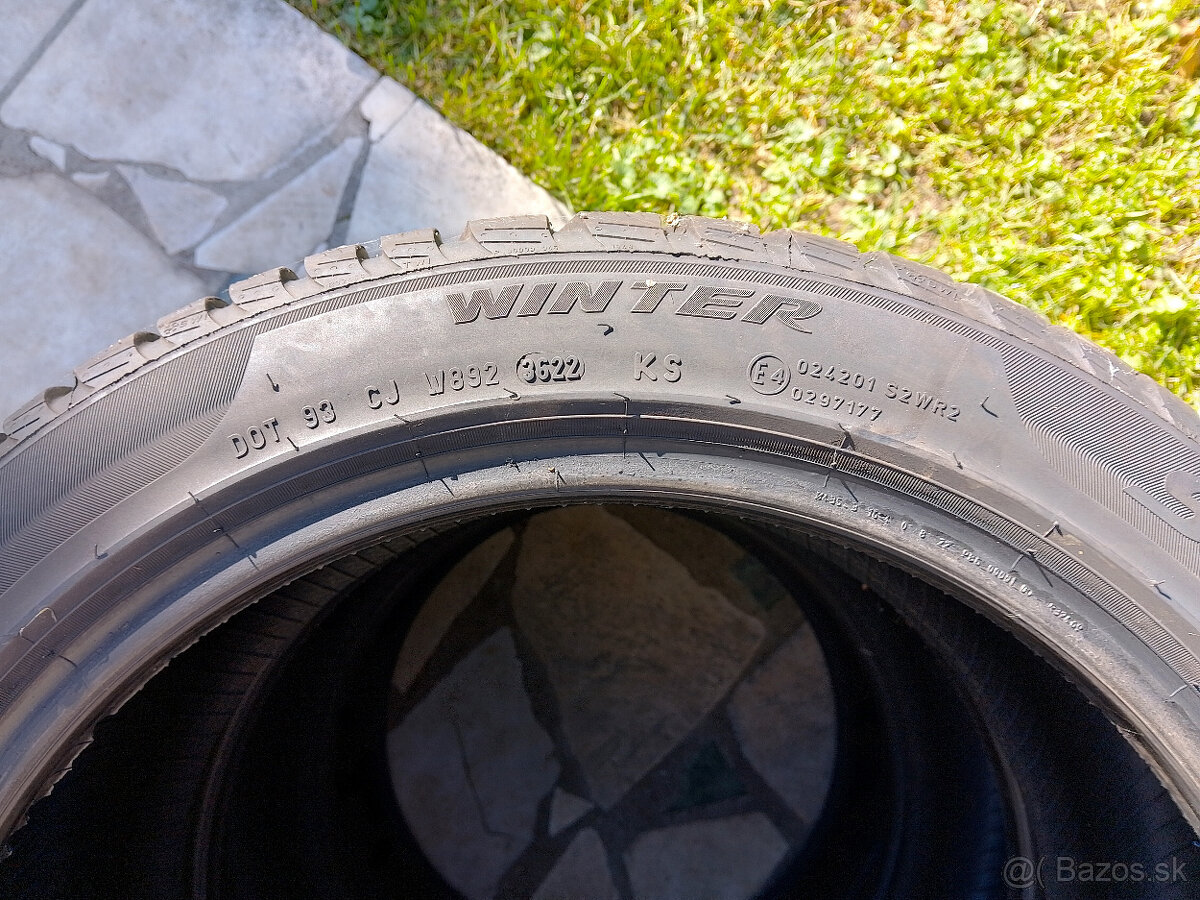 WINTER
DOT 93 CJ W892 3622 KS
E4 024201 S2WR2
0297177
@( Bazos.sk